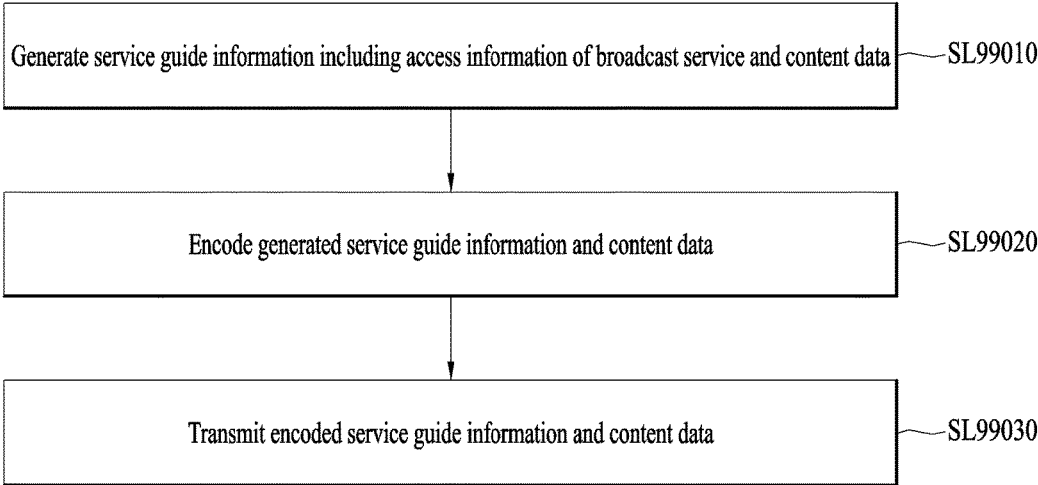 Generate service guide information including access information of broadcast service and content data
SL99010
Encode generated service guide information and content data
SL99020
Transmit encoded service guide information and content data
SL99030